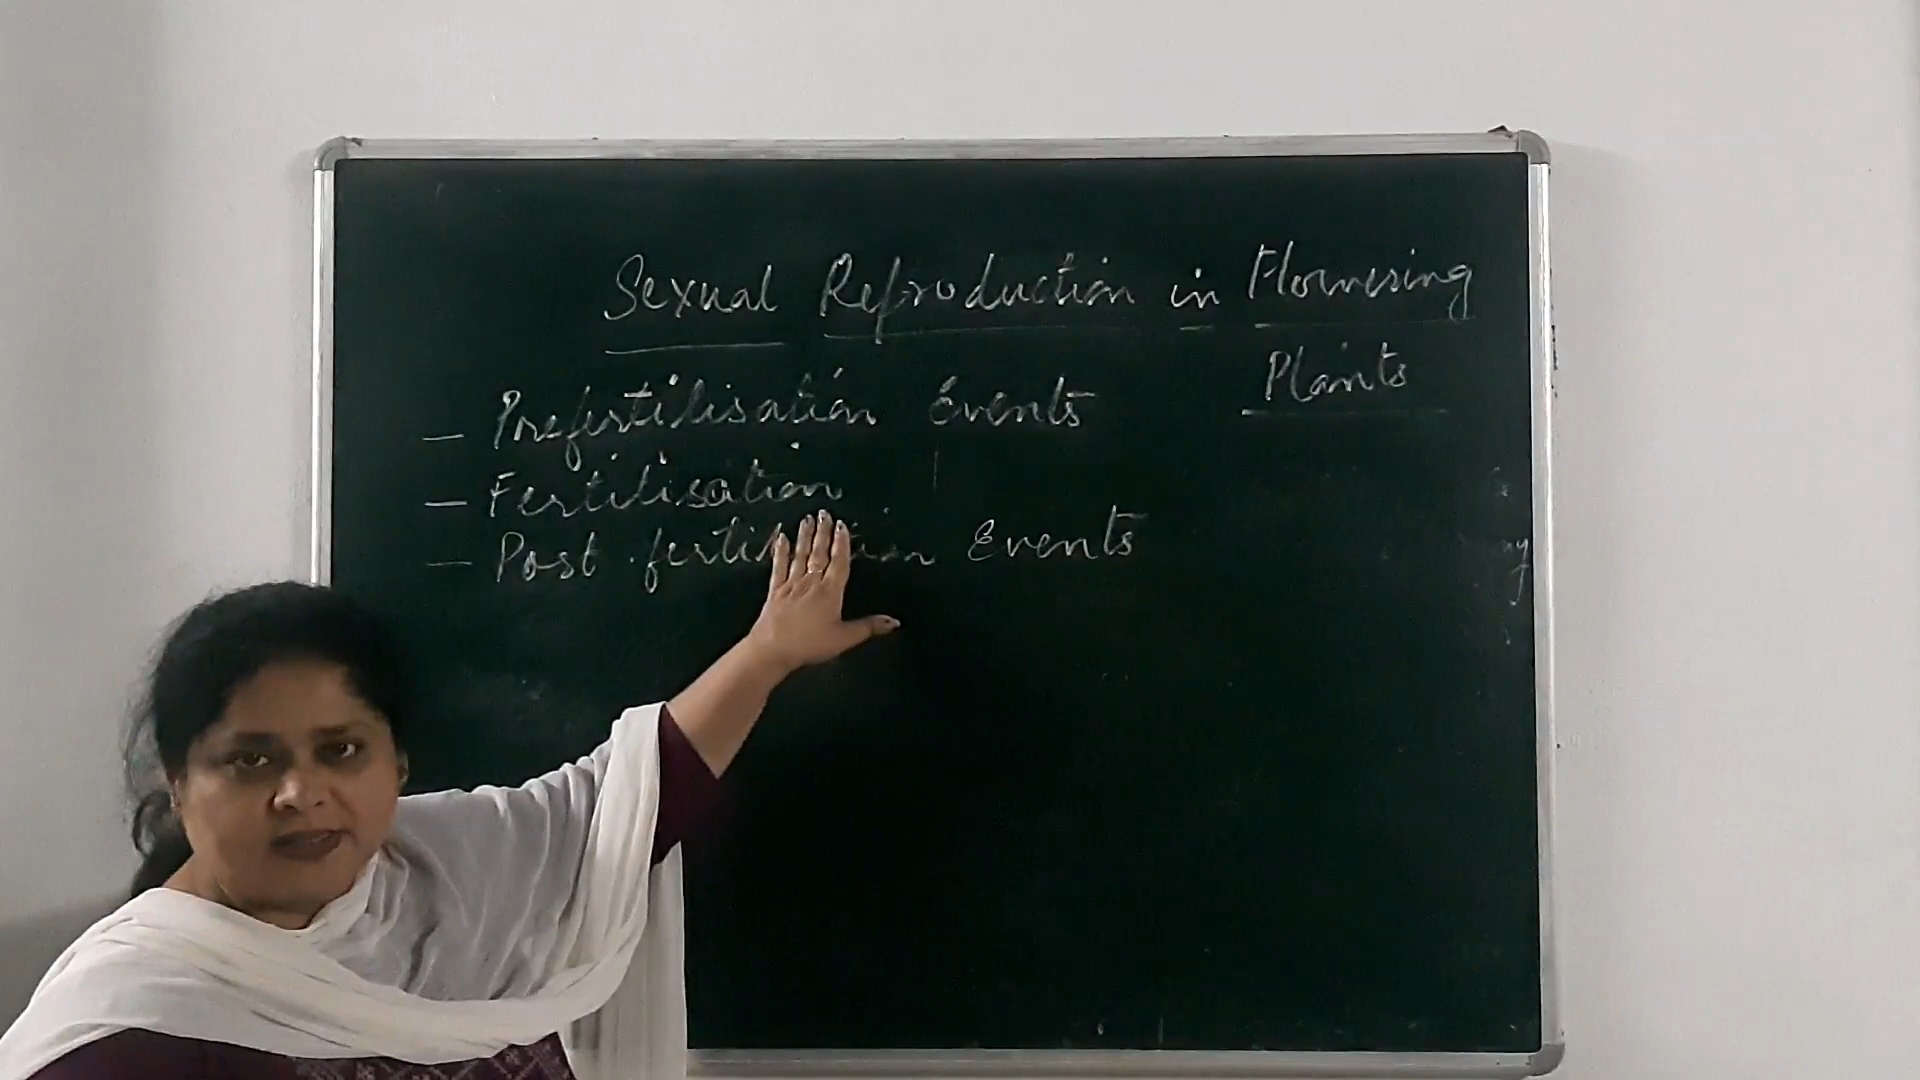 Sexual Reproduction in Flowering
Plants
— Prefertilisation Events
— Fertilisation
— Post fertilisation Events